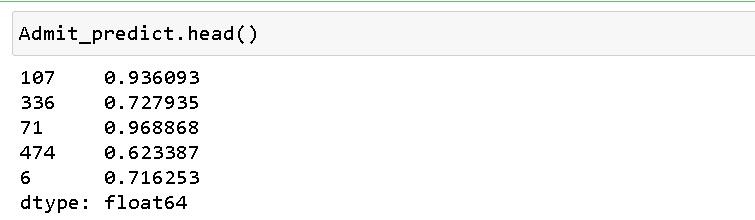 Admit_predict.head()
107    0.936093
336    0.727935
71     0.968868
474    0.623387
6      0.716253
dtype: float64